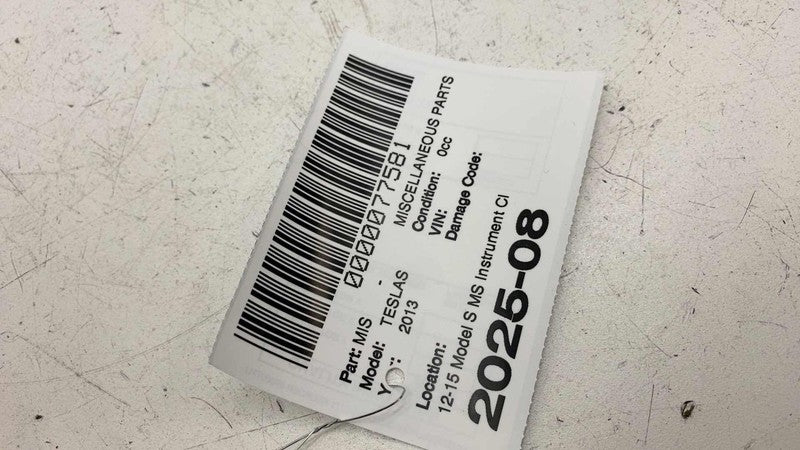 0000077581
Part: MIS - MISCELLANEOUS PARTS
Model: TESLAS Condition: 0cc
Y : 2013 VIN:
Damage Code:
Location:
12-15 Model S MS Instrument Cl
2025-08